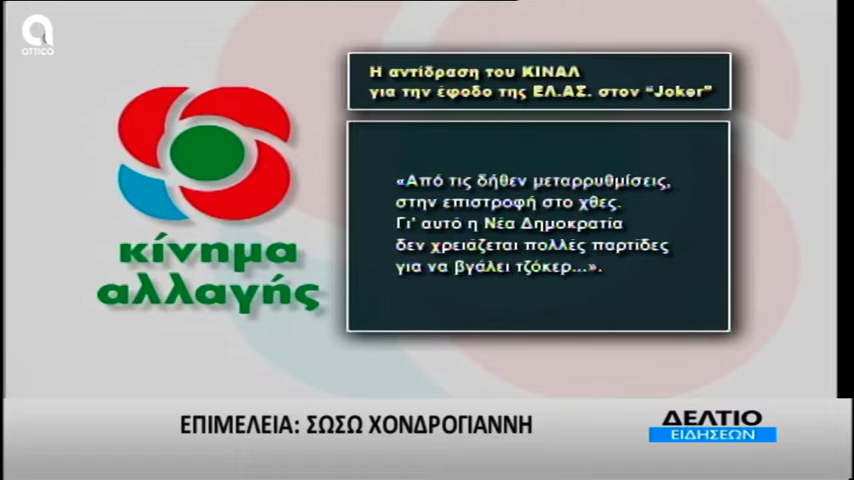 αττιca
Η αντίδραση του ΚΙΝΑΛ
για την έφοδο της ΕΛ.ΑΣ. στον “Joker”
«Από τις δήθεν μεταρρυθμίσεις,
στην επιστροφή στο χθες.
Γι’ αυτό η Νέα Δημοκρατία
δεν χρειάζεται πολλές παρτίδες
για να βγάλει τζόκερ...».
κίνημα
αλλαγής
ΕΠΙΜΕΛΕΙΑ: ΣΩΣΩ ΧΟΝΔΡΟΓΙΑΝΝΗ
ΔΕΛΤΙΟ
ΕΙΔΗΣΕΩΝ